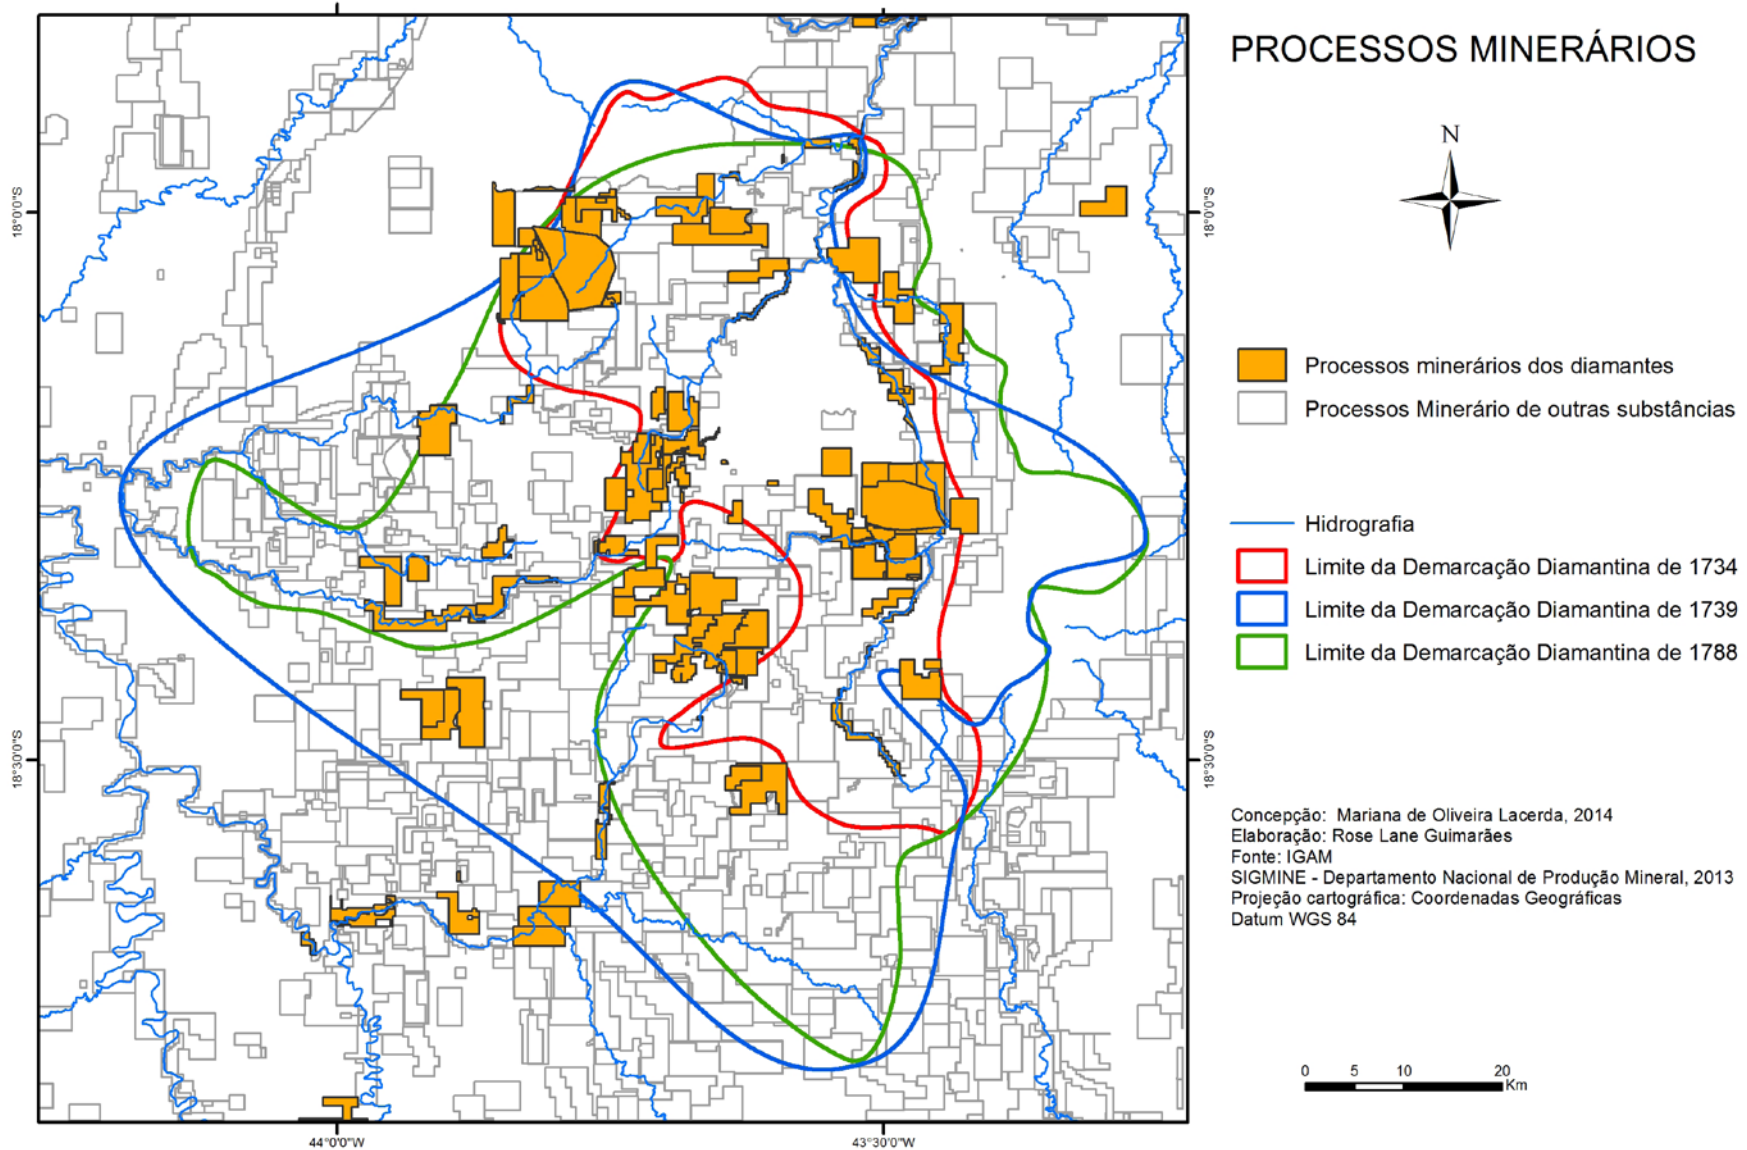 PROCESSOS MINERÁRIOS
N
18°0'0"S
18°0'0"S
Processos minerários dos diamantes
Processos Minerário de outras substâncias
Hidrografia
Limite da Demarcação Diamantina de 1734
Limite da Demarcação Diamantina de 1739
Limite da Demarcação Diamantina de 1788
18°30'0"S
18°30'0"S
Concepção: Mariana de Oliveira Lacerda, 2014
Elaboração: Rose Lane Guimarães
Fonte: IGAM
SIGMINE - Departamento Nacional de Produção Mineral, 2013
Projeção cartográfica: Coordenadas Geográficas
Datum WGS 84
0 5 10 20
Km
44°0'0"W
43°30'0"W